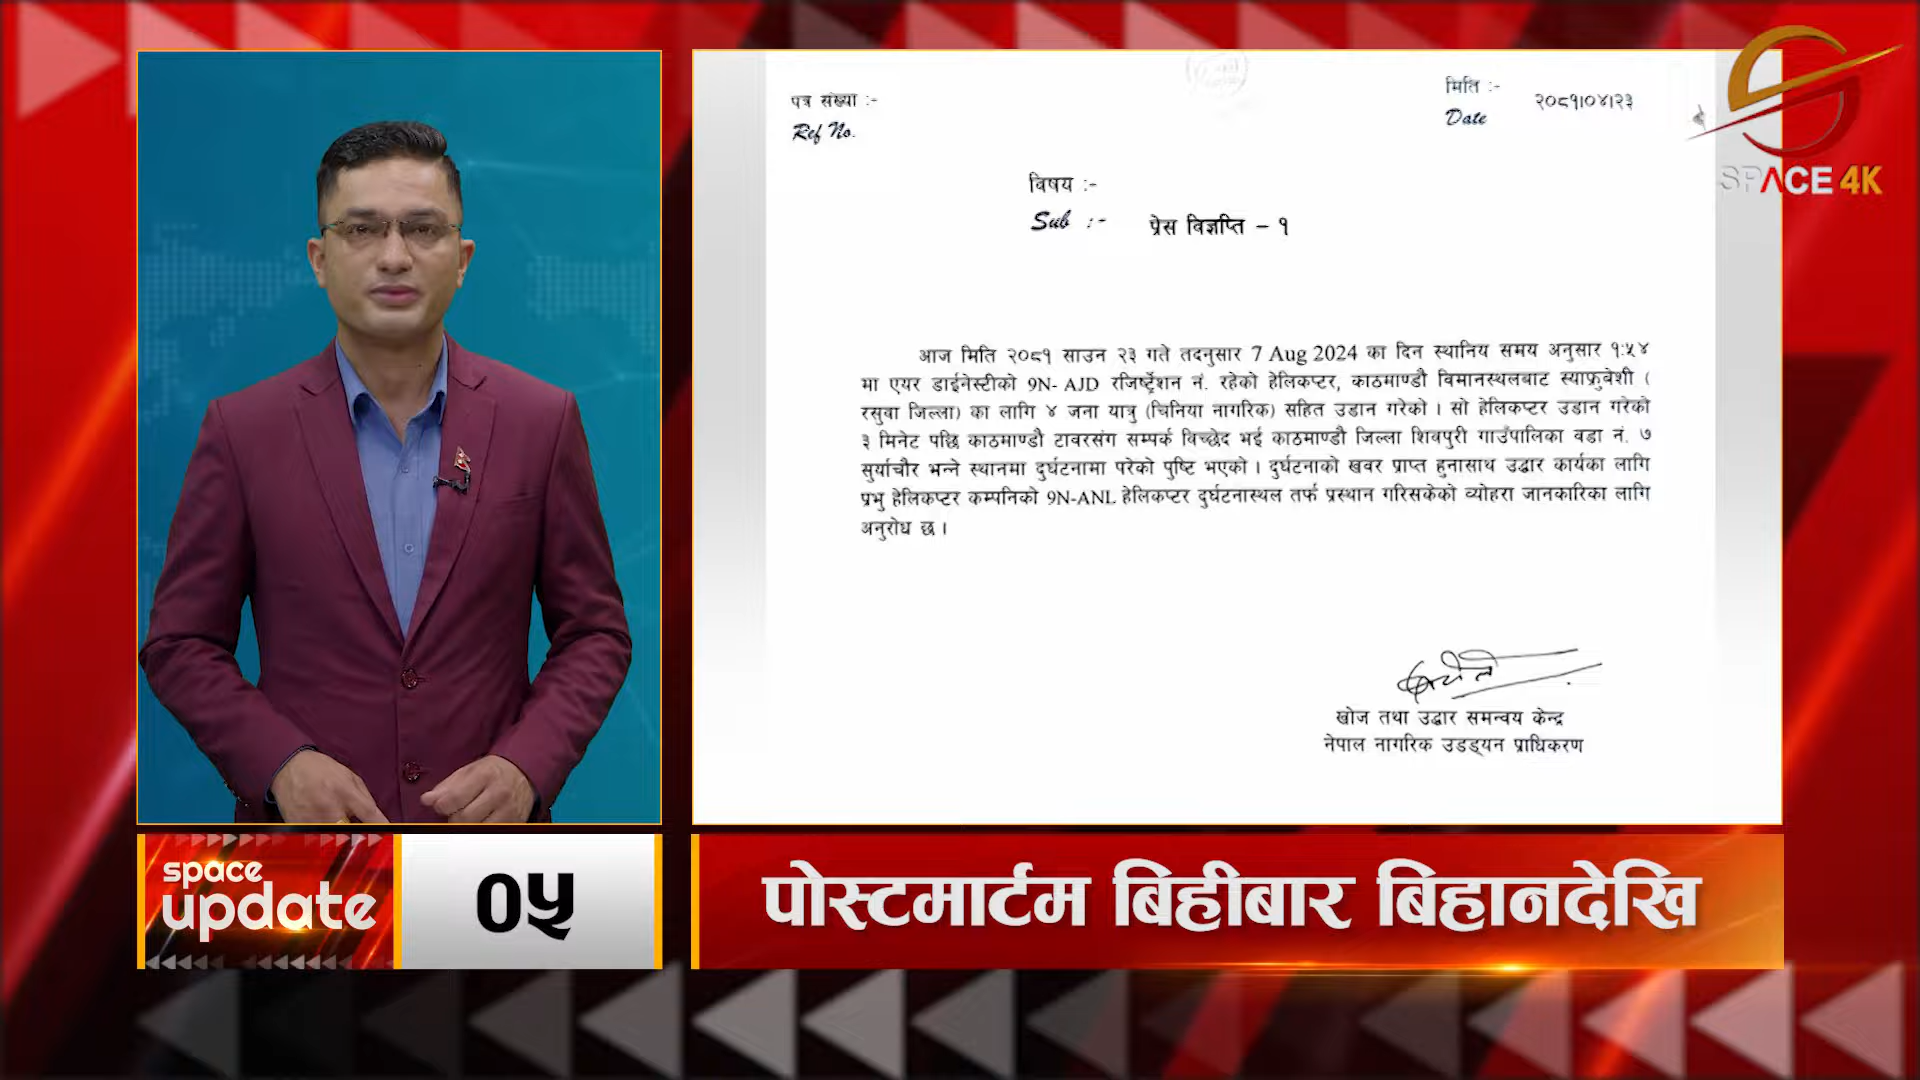 पत्र संख्या :-
Ref No.
मिति :-
Date
२०८१।०४।२३
SPACE 4K
विषय :-
Sub :-
प्रेस विज्ञप्ति – १
आज मिति २०८१ साउन २३ गते तदनुसार 7 Aug 2024 का दिन स्थानिय समय अनुसार १:५४
मा एयर डाईनेस्टीको 9N- AJD रजिष्ट्रेशन नं. रहेको हेलिकप्टर, काठमाण्डौ विमानस्थलबाट स्याफ्रुबेशी (
रसुवा जिल्ला) का लागि ४ जना यात्रु (चिनिया नागरिक) सहित उडान गरेको । सो हेलिकप्टर उडान गरेको
३ मिनेट पछि काठमाण्डौ टावरसंग सम्पर्क विच्छेद भई काठमाण्डौ जिल्ला शिवपुरी गाउँपालिका वडा नं. ७
सुर्याचौर भन्ने स्थानमा दुर्घटनामा परेको पुष्टि भएको । दुर्घटनाको खवर प्राप्त हुनासाथ उद्धार कार्यका लागि
प्रभु हेलिकप्टर कम्पनिको 9N-ANL हेलिकप्टर दुर्घटनास्थल तर्फ प्रस्थान गरिसकेको व्योहरा जानकारिका लागि
अनुरोध छ ।
खोज तथा उद्धार समन्वय केन्द्र
नेपाल नागरिक उडड्यन प्राधिकरण
space
update
०५
पोस्टमार्टम बिहीबार बिहानदेखि